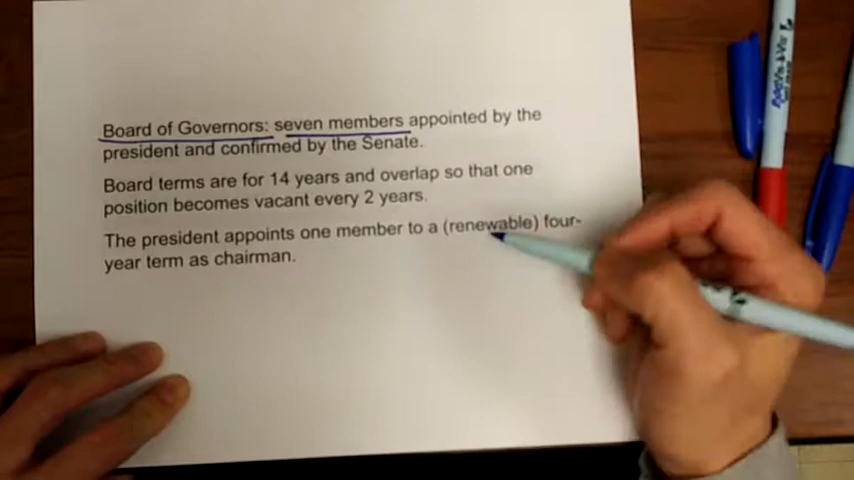 Board of Governors: seven members appointed by the
president and confirmed by the Senate.
Board terms are for 14 years and overlap so that one
position becomes vacant every 2 years.
The president appoints one member to a (renewable) four-
year term as chairman.